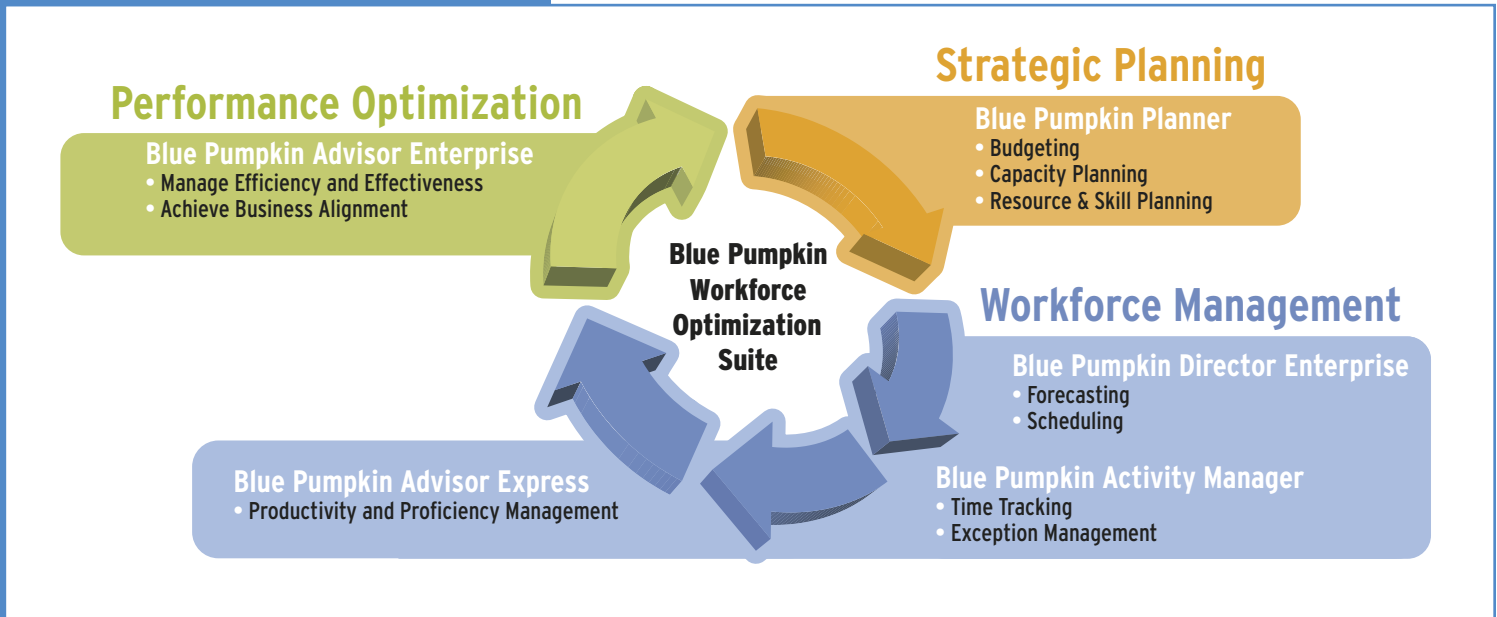 Performance Optimization
Blue Pumpkin Advisor Enterprise
• Manage Efficiency and Effectiveness
• Achieve Business Alignment
Strategic Planning
Blue Pumpkin Planner
• Budgeting
• Capacity Planning
• Resource & Skill Planning
Blue Pumpkin
Workforce
Optimization
Suite
Workforce Management
Blue Pumpkin Director Enterprise
• Forecasting
• Scheduling
Blue Pumpkin Activity Manager
• Time Tracking
• Exception Management
Blue Pumpkin Advisor Express
• Productivity and Proficiency Management